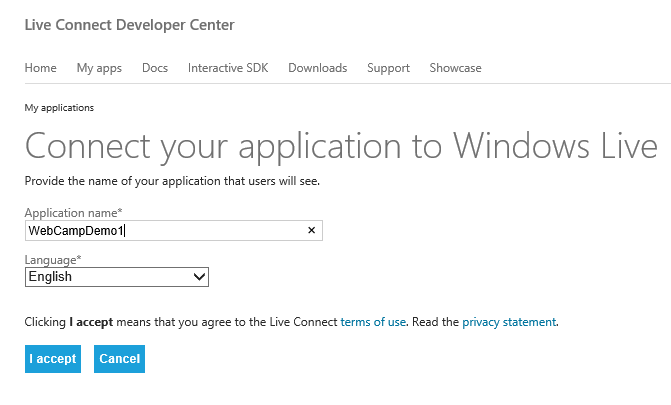 Live Connect Developer Center
Home My apps Docs Interactive SDK Downloads Support Showcase
My applications
Connect your application to Windows Live
Provide the name of your application that users will see.
Application name*
WebCampDemo1
Language*
English
Clicking I accept means that you agree to the Live Connect terms of use. Read the privacy statement.
I accept Cancel